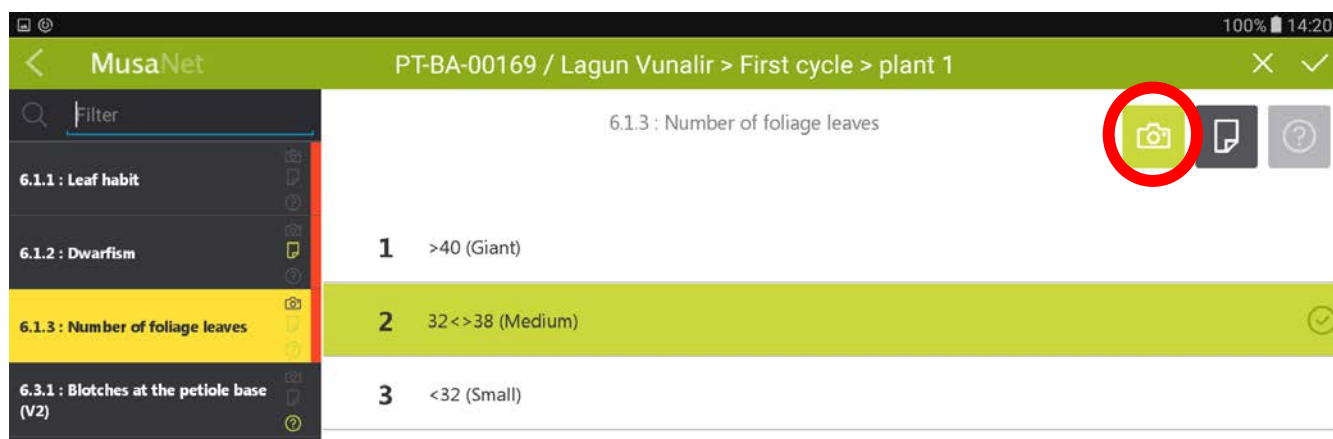 100% 14:20
MusaNet PT-BA-00169 / Lagun Vunalir > First cycle > plant 1
Filter
6.1.3 : Number of foliage leaves
6.1.1 : Leaf habit
6.1.2 : Dwarfism
6.1.3 : Number of foliage leaves
6.3.1 : Blotches at the petiole base
(V2)
1 >40 (Giant)
2 32<>38 (Medium)
3 <32 (Small)